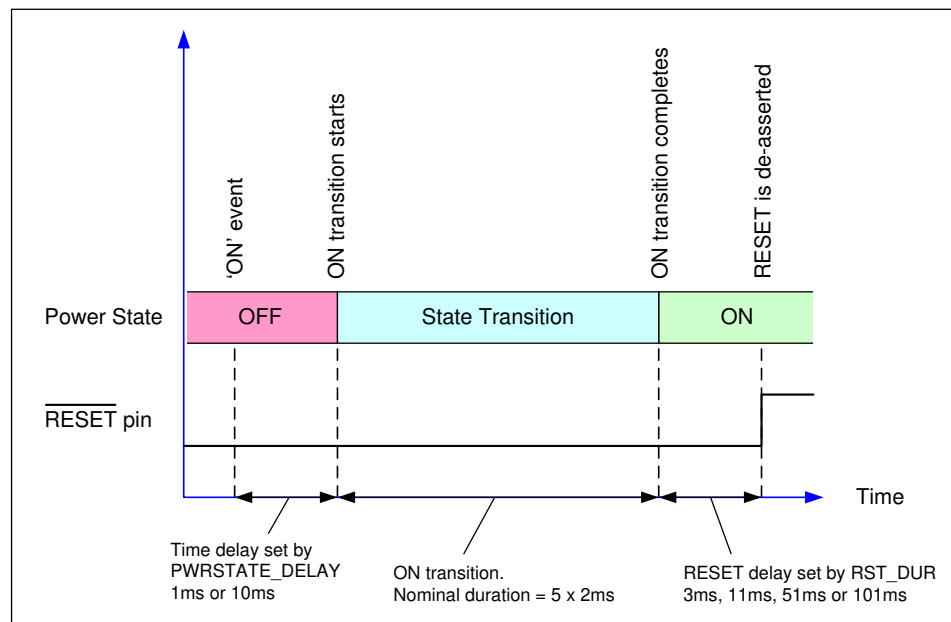 'ON' event
ON transition starts
ON transition completes
RESET is de-asserted
Power State
OFF
State Transition
ON
RESET pin
Time
Time delay set by
PWRSTATE_DELAY
1ms or 10ms
ON transition.
Nominal duration = 5 x 2ms
RESET delay set by RST_DUR
3ms, 11ms, 51ms or 101ms